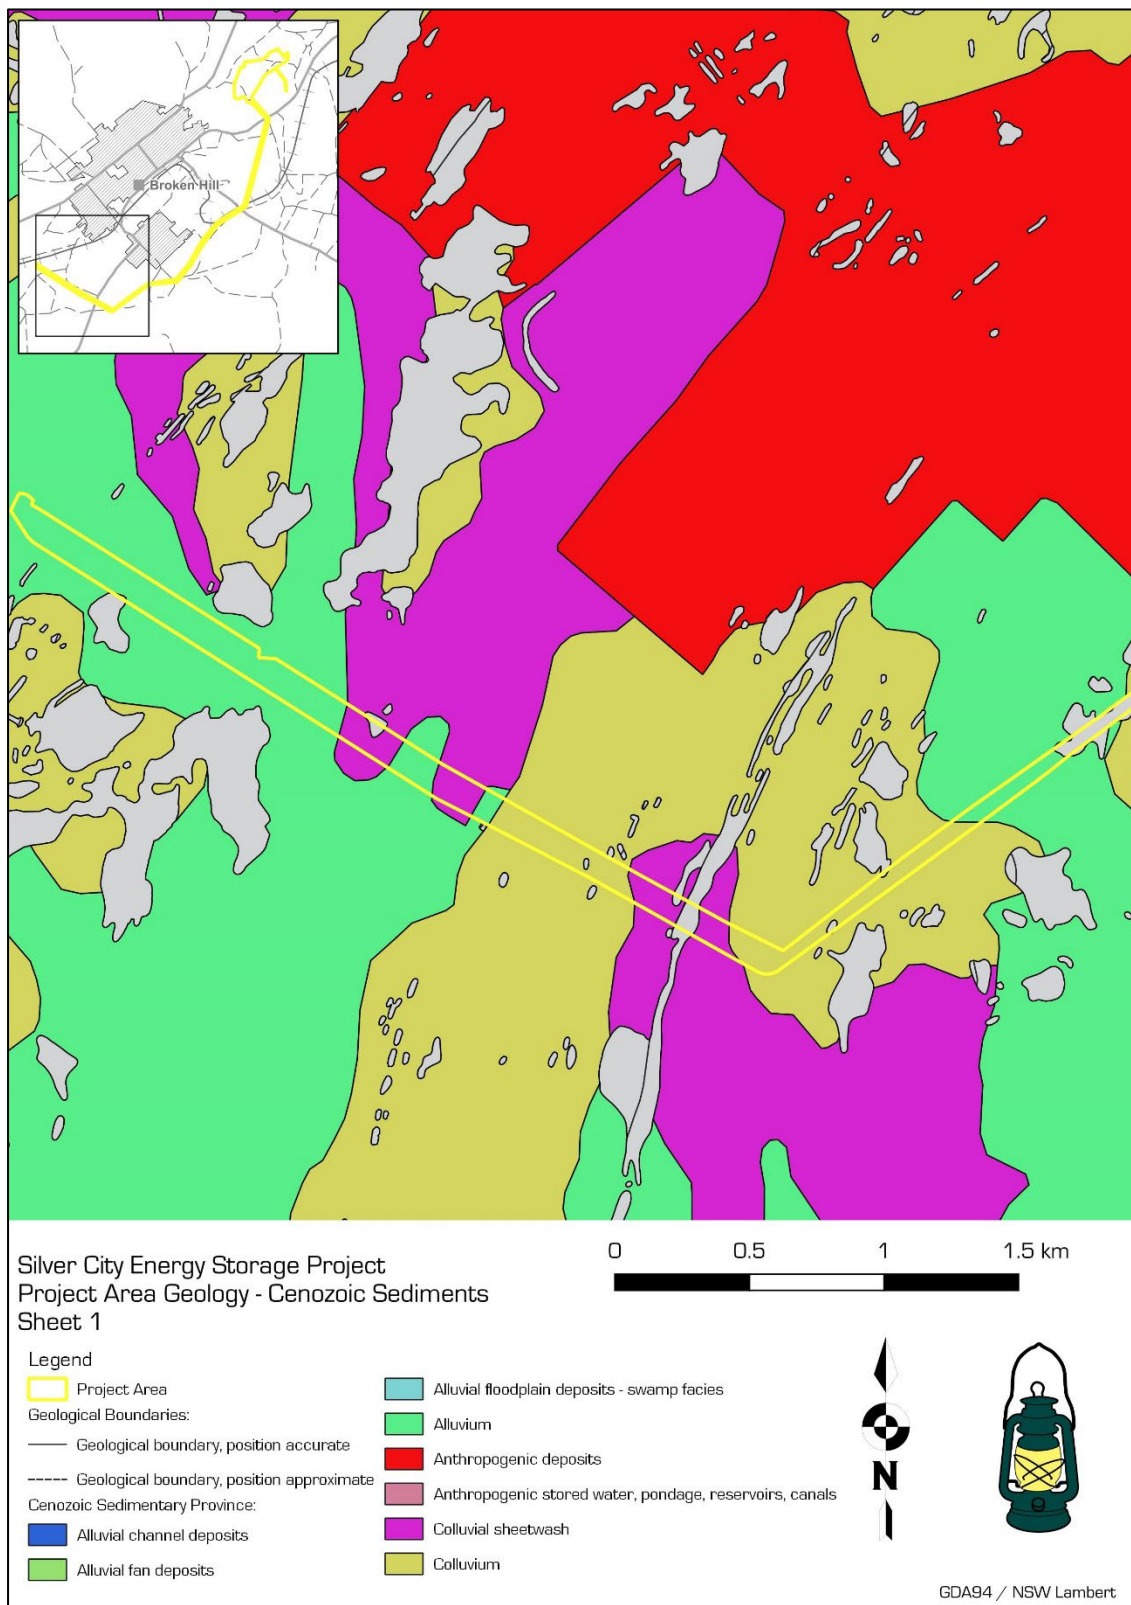 Broken Hill
Silver City Energy Storage Project
Project Area Geology - Cenozoic Sediments
Sheet 1
0 0.5 1 1.5 km
Legend
Project Area
Geological Boundaries:
Geological boundary, position accurate
Geological boundary, position approximate
Cenozoic Sedimentary Province:
Alluvial channel deposits
Alluvial fan deposits
Alluvial floodplain deposits - swamp facies
Alluvium
Anthropogenic deposits
Anthropogenic stored water, pondage, reservoirs, canals
Colluvial sheetwash
Colluvium
N
GDA94 / NSW Lambert